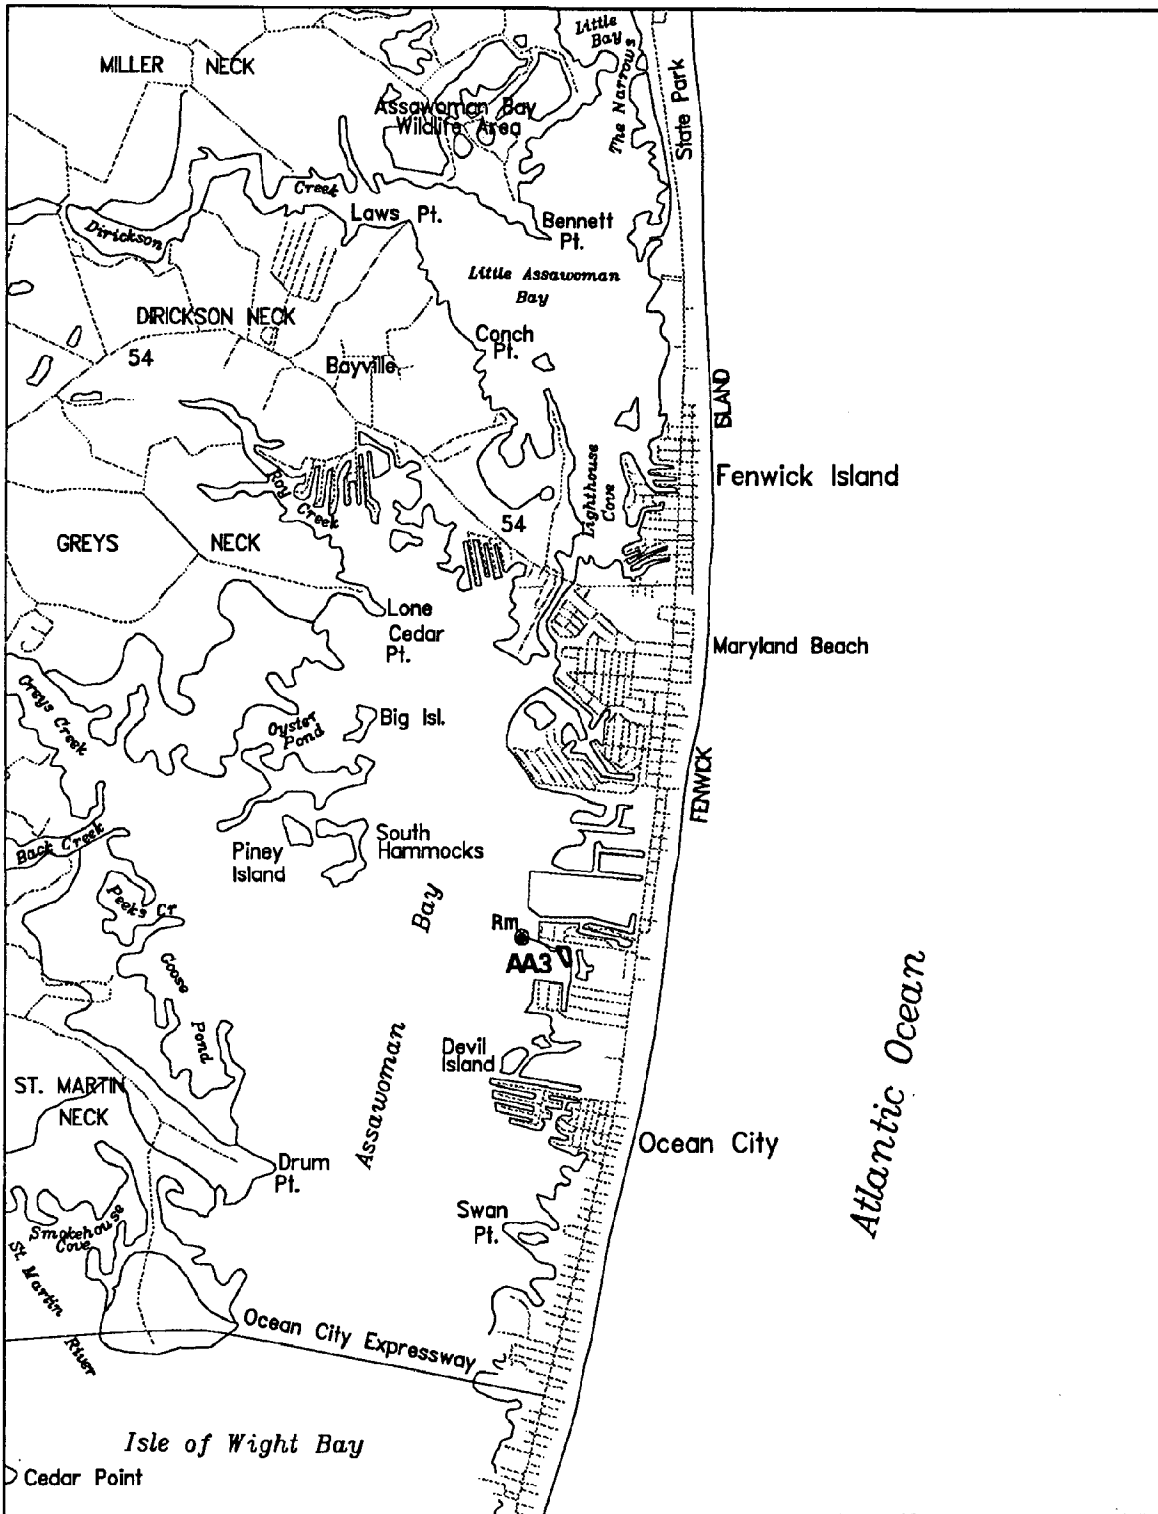 Little
Bay
The Narrows
State Park
MILLER NECK
Assawoman Bay
Wildlife Area
Creek
Dirickson
Laws Pt.
Bennett
Pt.
Little Assawoman
Bay
DIRICKSON NECK
54
Conch
Pt.
Bayville
ISLAND
Fenwick Island
Lighthouse
Cove
Roy Creek
54
GREYS NECK
Lone
Cedar
Pt.
Maryland Beach
Greys Creek
Oyster
Pond
Big Isl.
FENWICK
Back Creek
Piney
Island
South
Hammocks
Peek's Cr
Bay
Rm
AA3
Goose
Pond
Assawoman
Devil
Island
Atlantic Ocean
ST. MARTIN
NECK
Ocean City
Drum
Pt.
Swan
Pt.
Smokehouse
Cove
St. Martin
River
Ocean City Expressway
Isle of Wight Bay
Cedar Point